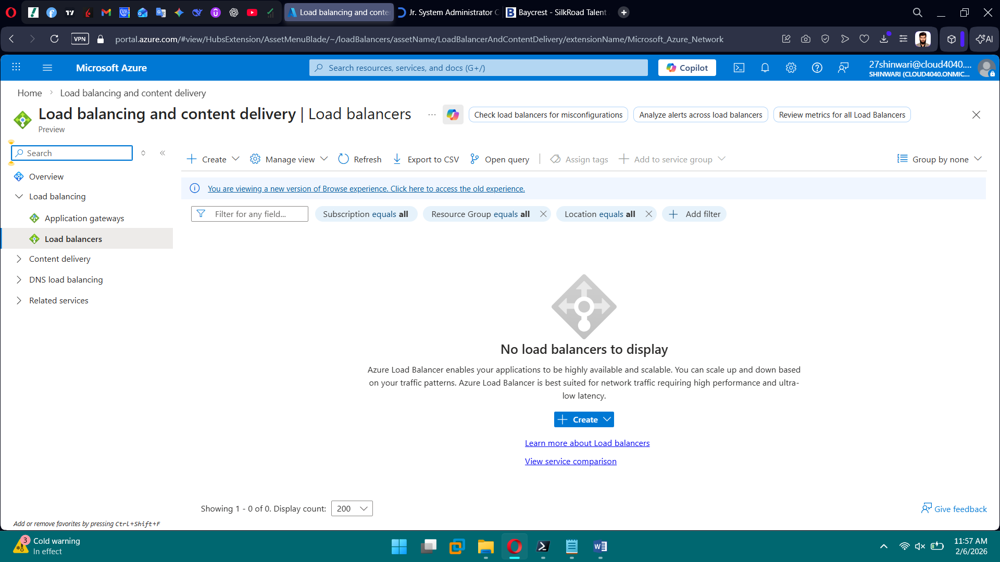 Load balancing and conte
Jr. System Administrator C
Baycrest - SilkRoad Talent
VPN
portal.azure.com/#view/HubsExtension/AssetMenuBlade/~/loadBalancers/assetName/LoadBalancerAndContentDelivery/extensionName/Microsoft_Azure_Network
AI
Microsoft Azure
Search resources, services, and docs (G+/)
Copilot
27shinwari@cloud4040....
SHINWARI (CLOUD4040.ONMIC...
Home
Load balancing and content delivery
Load balancing and content delivery | Load balancers
...
Check load balancers for misconfigurations
Analyze alerts across load balancers
Review metrics for all Load Balancers
Preview
Search
Create
Manage view
Refresh
Export to CSV
Open query
Assign tags
Add to service group
Group by none
Overview
Load balancing
Application gateways
Load balancers
Content delivery
DNS load balancing
Related services
You are viewing a new version of Browse experience. Click here to access the old experience.
Filter for any field...
Subscription equals all
Resource Group equals all
Location equals all
Add filter
No load balancers to display
Azure Load Balancer enables your applications to be highly available and scalable. You can scale up and down based
on your traffic patterns. Azure Load Balancer is best suited for network traffic requiring high performance and ultra-
low latency.
Create
Learn more about Load balancers
View service comparison
Showing 1 - 0 of 0. Display count:
200
Give feedback
Add or remove favorites by pressing Ctrl+Shift+F
3
Cold warning
In effect
11:57 AM
2/6/2026